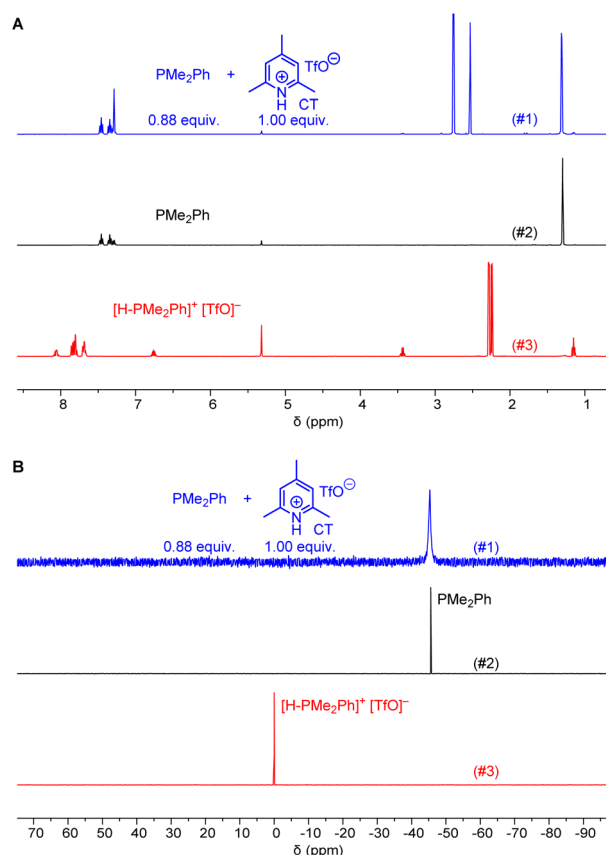 A
PMe₂Ph + TfO⊖
⊕
N
H CT
0.88 equiv. 1.00 equiv. (#1)
PMe₂Ph
(#2)
[H-PMe₂Ph]⁺ [TfO]⁻
(#3)
8 7 6 5 4 3 2 1
δ (ppm)
B
PMe₂Ph + TfO⊖
⊕
N
H CT
0.88 equiv. 1.00 equiv. (#1)
PMe₂Ph
(#2)
[H-PMe₂Ph]⁺ [TfO]⁻
(#3)
70 60 50 40 30 20 10 0 -10 -20 -30 -40 -50 -60 -70 -80 -90
δ (ppm)